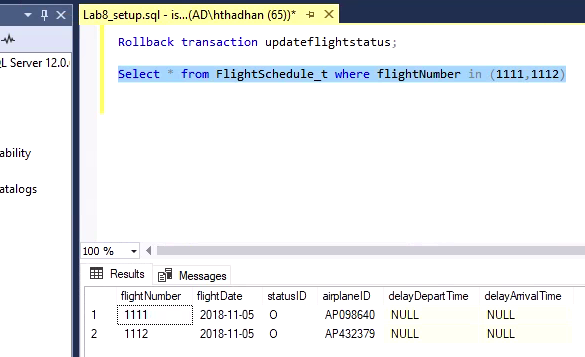 Lab8_setup.sql - is...(AD\hthadhan (65))*
Rollback transaction updateflightstatus;
L Server 12.0.
Select * from FlightSchedule_t where flightNumber in (1111,1112)
ability
atalogs
100 %
Results Messages
flightNumber flightDate statusID airplaneID delayDepartTime delayArrivalTime
1 1111 2018-11-05 O AP098640 NULL NULL
2 1112 2018-11-05 O AP432379 NULL NULL